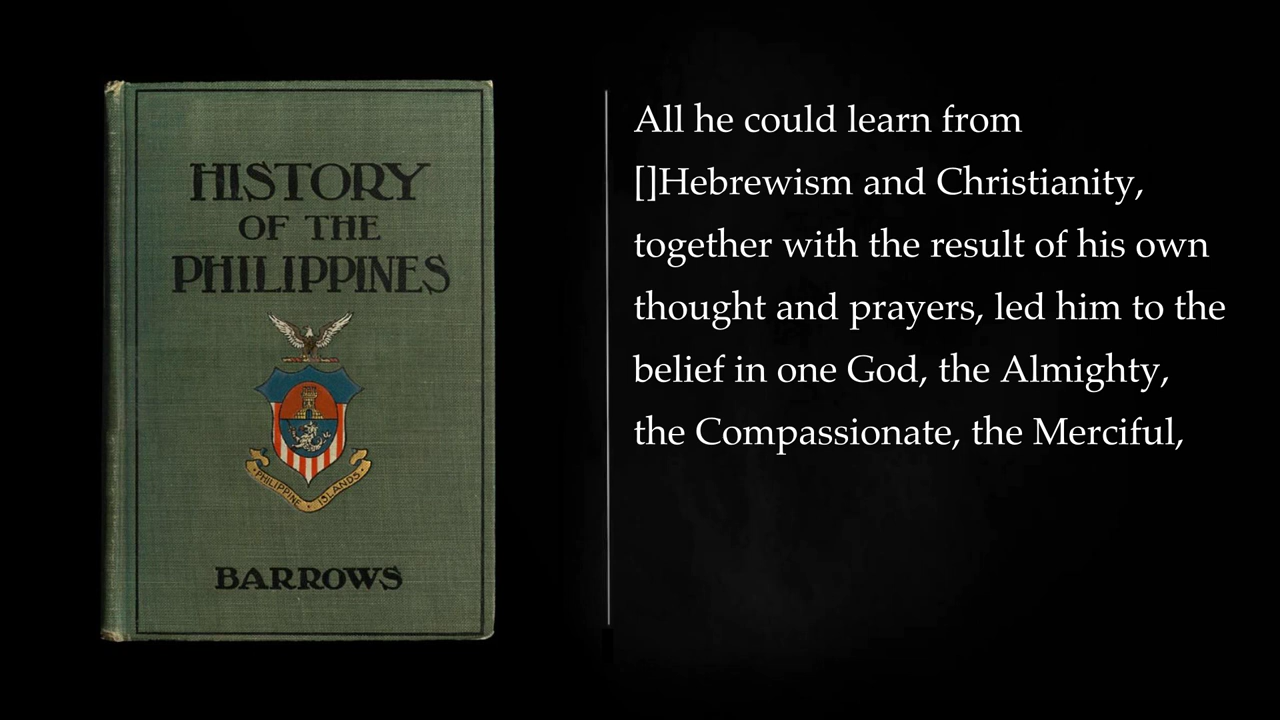 HISTORY
OF THE
PHILIPPINES
PHILIPPINE ISLANDS
BARROWS
All he could learn from
[]Hebrewism and Christianity,
together with the result of his own
thought and prayers, led him to the
belief in one God, the Almighty,
the Compassionate, the Merciful,